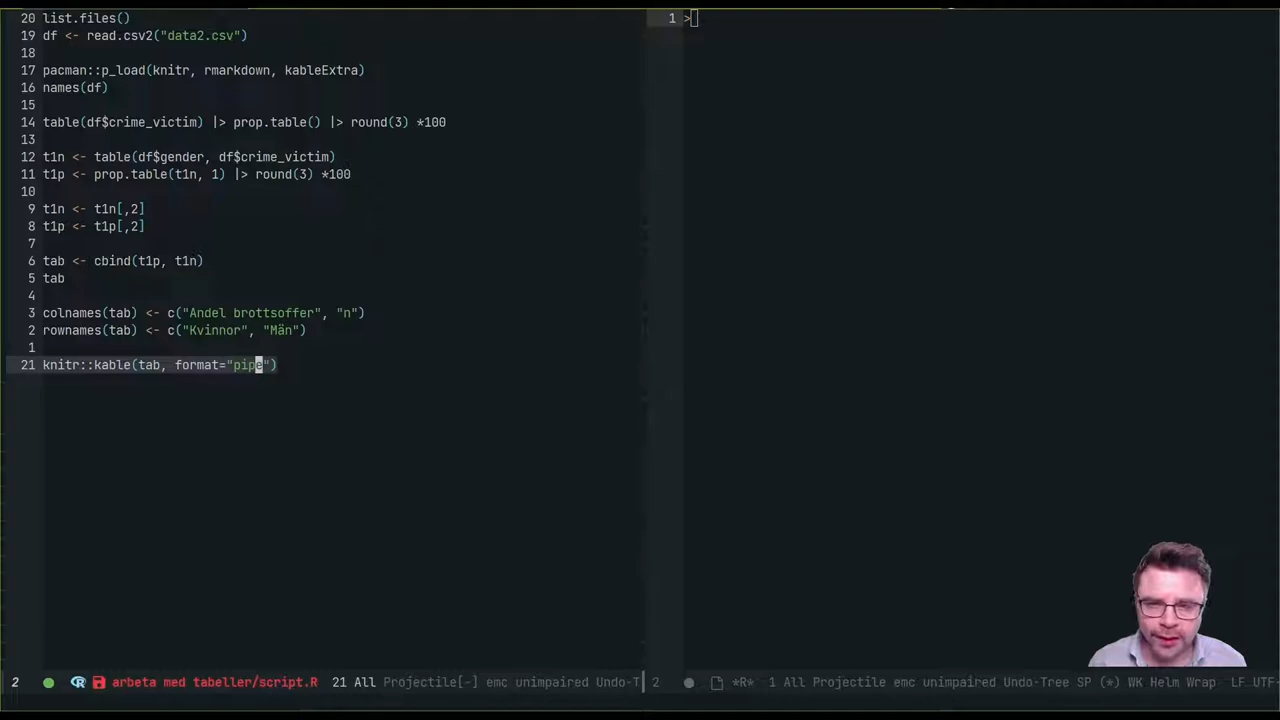 20 list.files()
19 df <- read.csv2("data2.csv")
18
17 pacman::p_load(knitr, rmarkdown, kableExtra)
16 names(df)
15
14 table(df$crime_victim) |> prop.table() |> round(3) *100
13
12 t1n <- table(df$gender, df$crime_victim)
11 t1p <- prop.table(t1n, 1) |> round(3) *100
10
9 t1n <- t1n[,2]
8 t1p <- t1p[,2]
7
6 tab <- cbind(t1p, t1n)
5 tab
4
3 colnames(tab) <- c("Andel brottsoffer", "n")
2 rownames(tab) <- c("Kvinnor", "Män")
1
21 knitr::kable(tab, format="pipe")
2 R arbeta med tabeller/script.R 21 All Projectile[-] emc unimpaired Undo-T
1 >
2 *R* 1 All Projectile emc unimpaired Undo-Tree SP (*) WK Helm Wrap LF UTF-